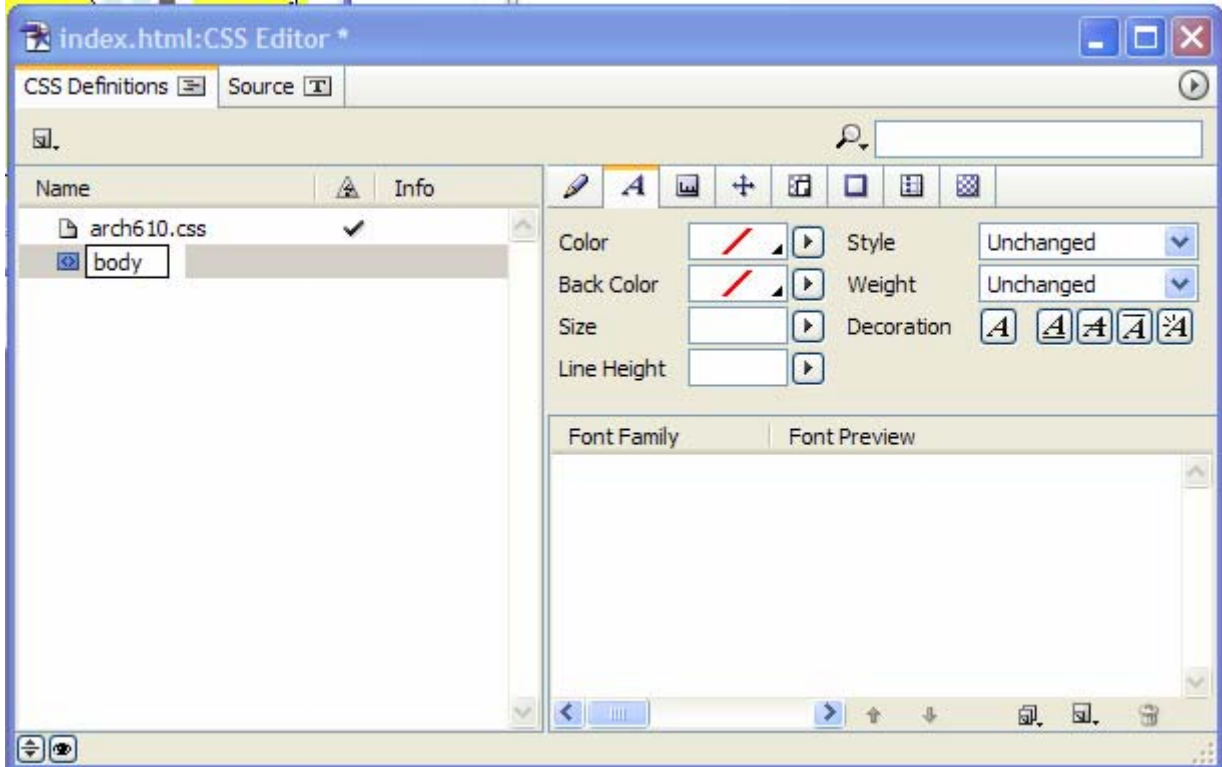 index.html:CSS Editor *
CSS Definitions Source T
Name Info
arch610.css
body
Color Style Unchanged
Back Color Weight Unchanged
Size Decoration A A A A A
Line Height
Font Family Font Preview